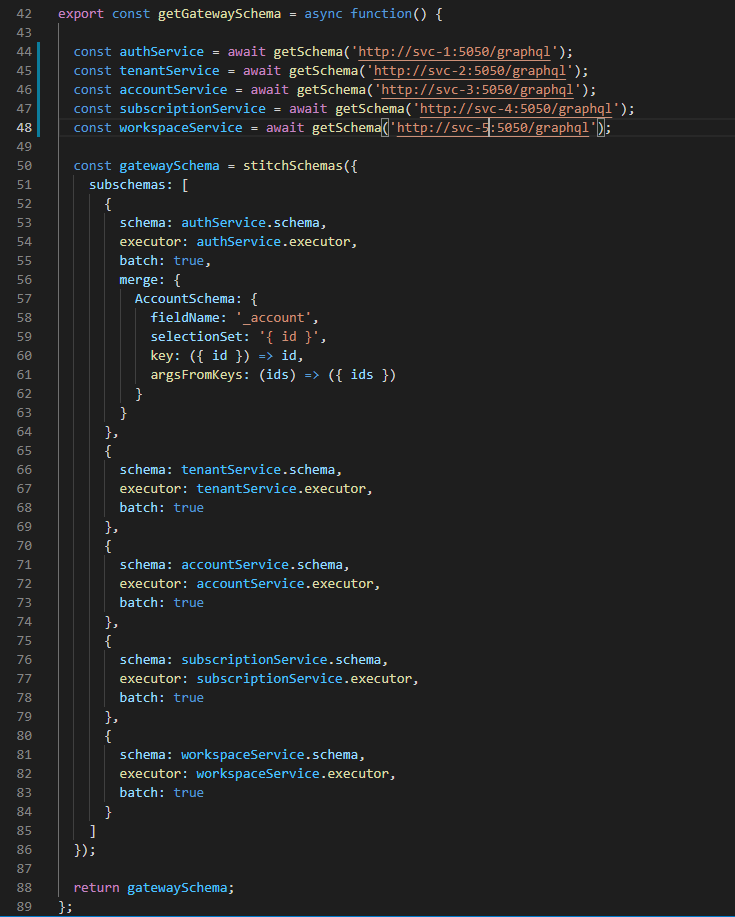 42 export const getGatewaySchema = async function() {
43
44 const authService = await getSchema('http://svc-1:5050/graphql');
45 const tenantService = await getSchema('http://svc-2:5050/graphql');
46 const accountService = await getSchema('http://svc-3:5050/graphql');
47 const subscriptionService = await getSchema('http://svc-4:5050/graphql');
48 const workspaceService = await getSchema('http://svc-5:5050/graphql');
49
50 const gatewaySchema = stitchSchemas({
51 subschemas: [
52 {
53 schema: authService.schema,
54 executor: authService.executor,
55 batch: true,
56 merge: {
57 AccountSchema: {
58 fieldName: '_account',
59 selectionSet: '{ id }',
60 key: ({ id }) => id,
61 argsFromKeys: (ids) => ({ ids })
62 }
63 }
64 },
65 {
66 schema: tenantService.schema,
67 executor: tenantService.executor,
68 batch: true
69 },
70 {
71 schema: accountService.schema,
72 executor: accountService.executor,
73 batch: true
74 },
75 {
76 schema: subscriptionService.schema,
77 executor: subscriptionService.executor,
78 batch: true
79 },
80 {
81 schema: workspaceService.schema,
82 executor: workspaceService.executor,
83 batch: true
84 }
85 ]
86 });
87
88 return gatewaySchema;
89 };